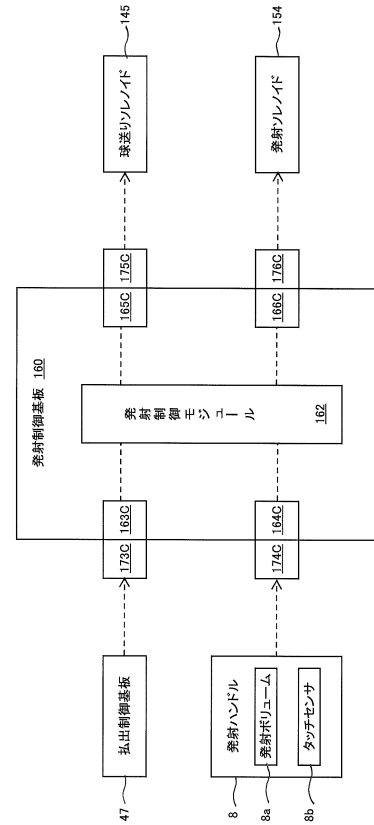 発射制御基板 160
払出制御基板
47
173C 163C
165C 175C
球送りソレノイド
145
発射制御モジュール
162
発射ハンドル
8
発射ボリューム
8a
タッチセンサ
8b
174C 164C
166C 176C
発射ソレノイド
154